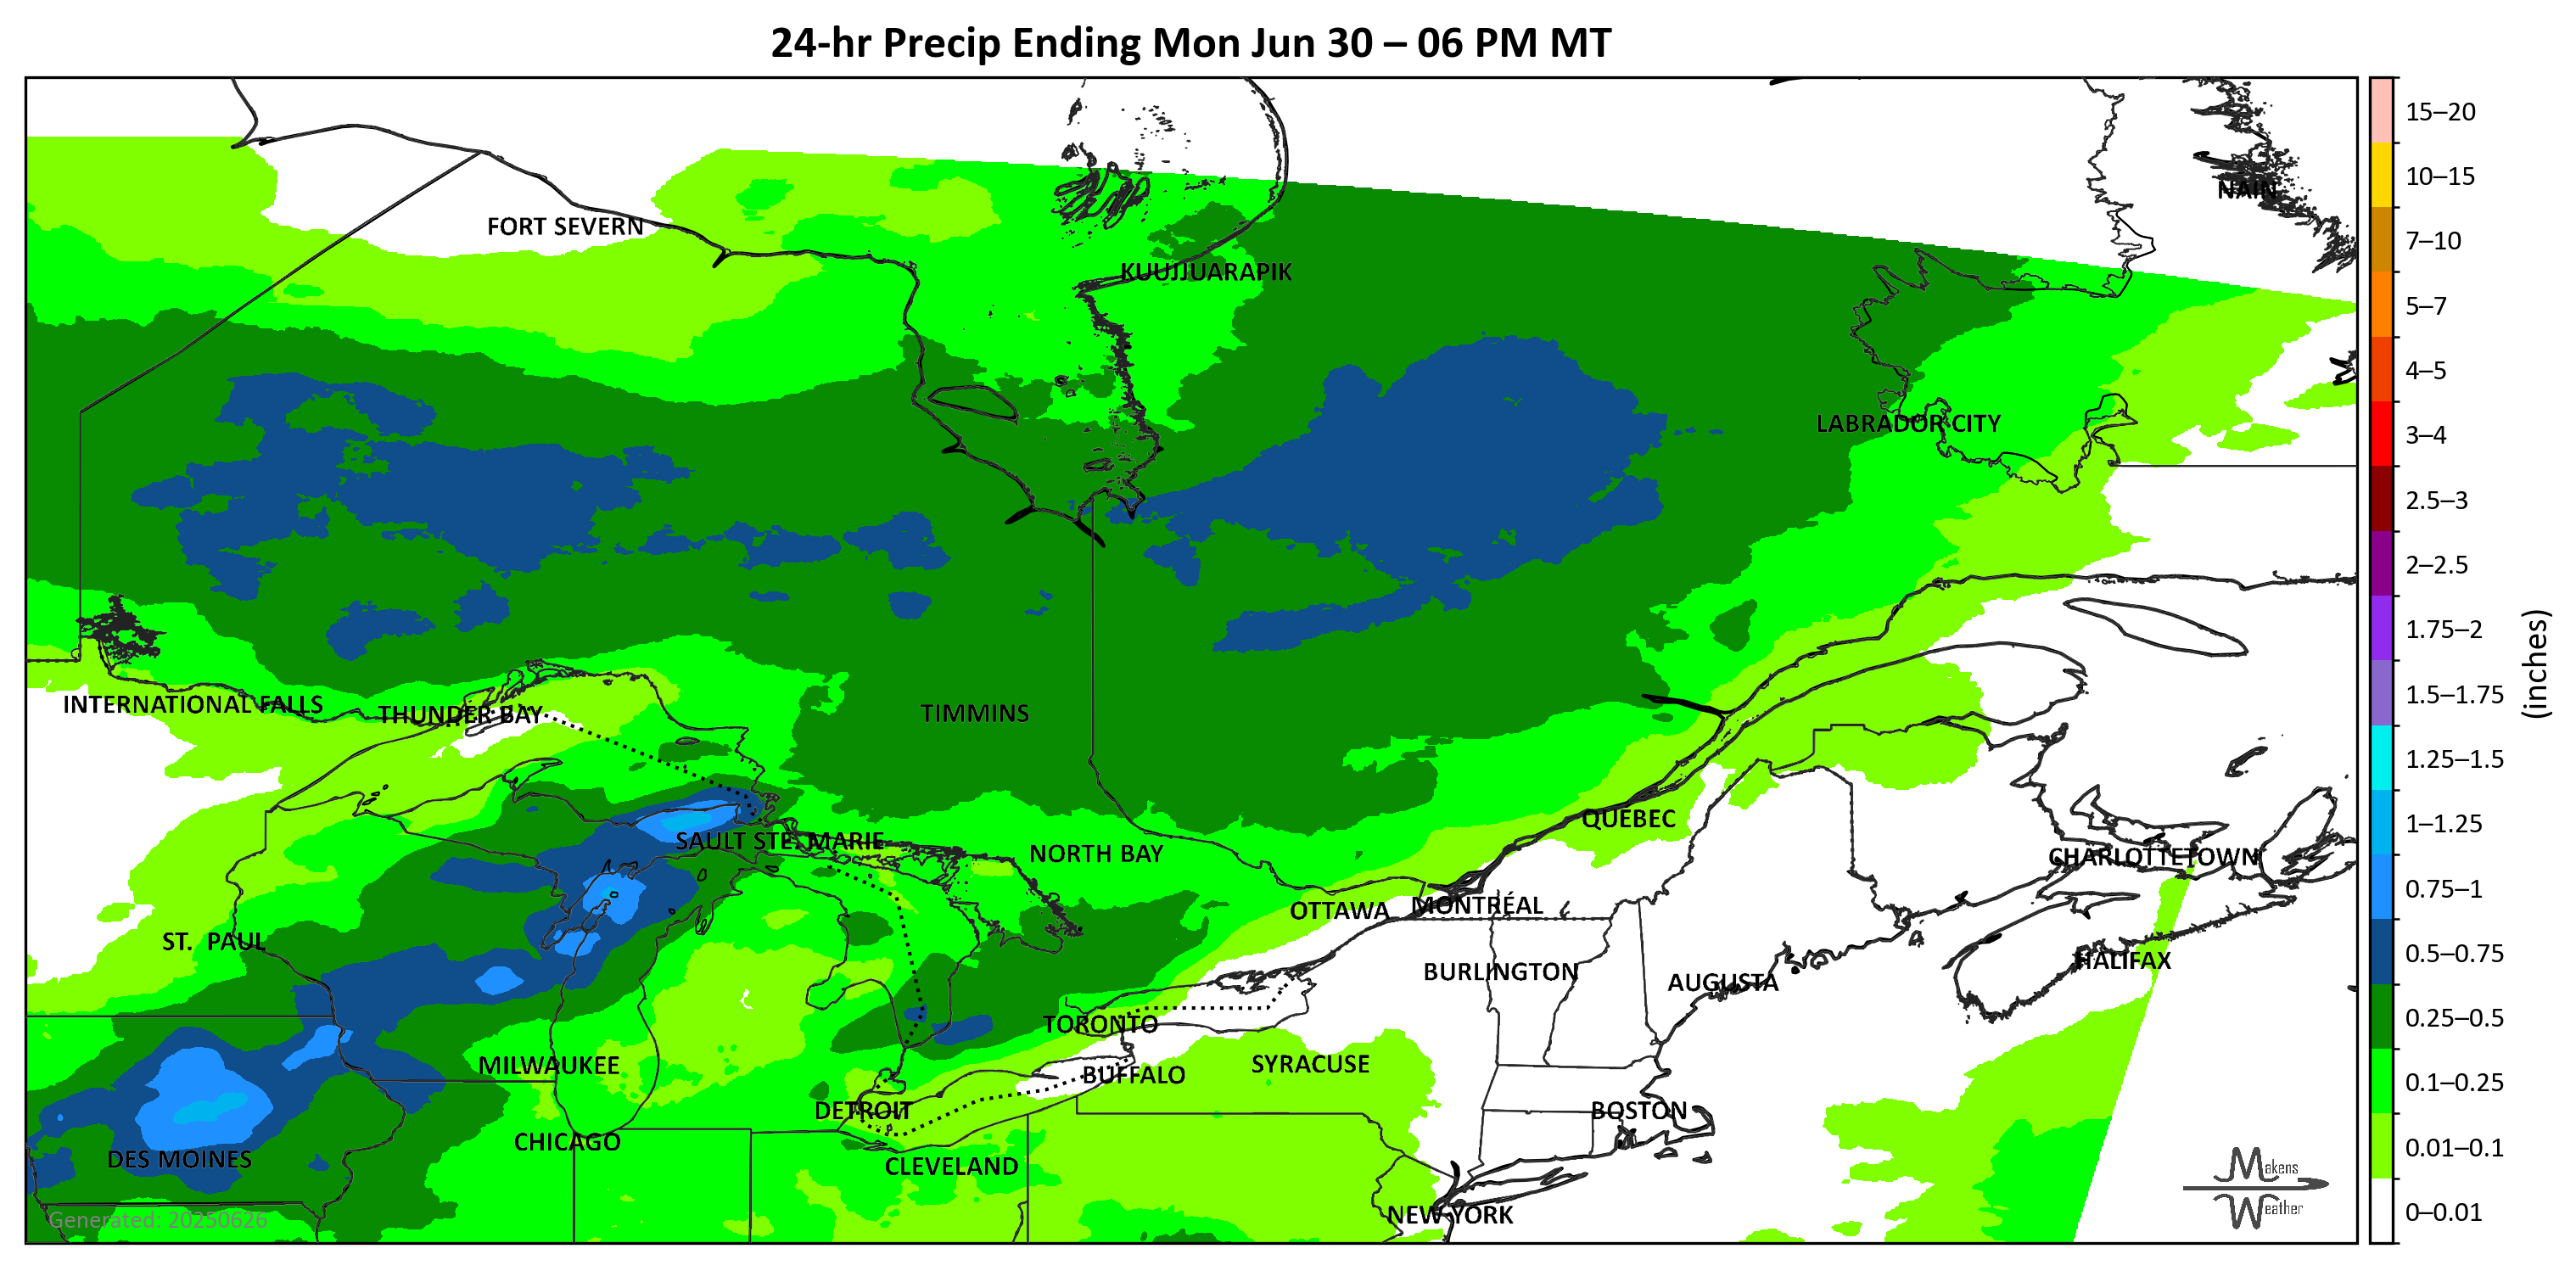 24-hr Precip Ending Mon Jun 30 – 06 PM MT
15–20
10–15
7–10
5–7
4–5
3–4
2.5–3
2–2.5
1.75–2
1.5–1.75
1.25–1.5
1–1.25
0.75–1
0.5–0.75
0.25–0.5
0.1–0.25
0.01–0.1
0–0.01
(inches)
NAIN
FORT SEVERN
KUUJJUARAPIK
LABRADOR CITY
INTERNATIONAL FALLS
THUNDER BAY
TIMMINS
QUEBEC
SAULT STE. MARIE
NORTH BAY
CHARLOTTETOWN
OTTAWA
MONTRÉAL
ST. PAUL
BURLINGTON
AUGUSTA
HALIFAX
TORONTO
MILWAUKEE
SYRACUSE
BUFFALO
DETROIT
BOSTON
CHICAGO
DES MOINES
CLEVELAND
NEW YORK
Generated: 20250626
Makens
Weather